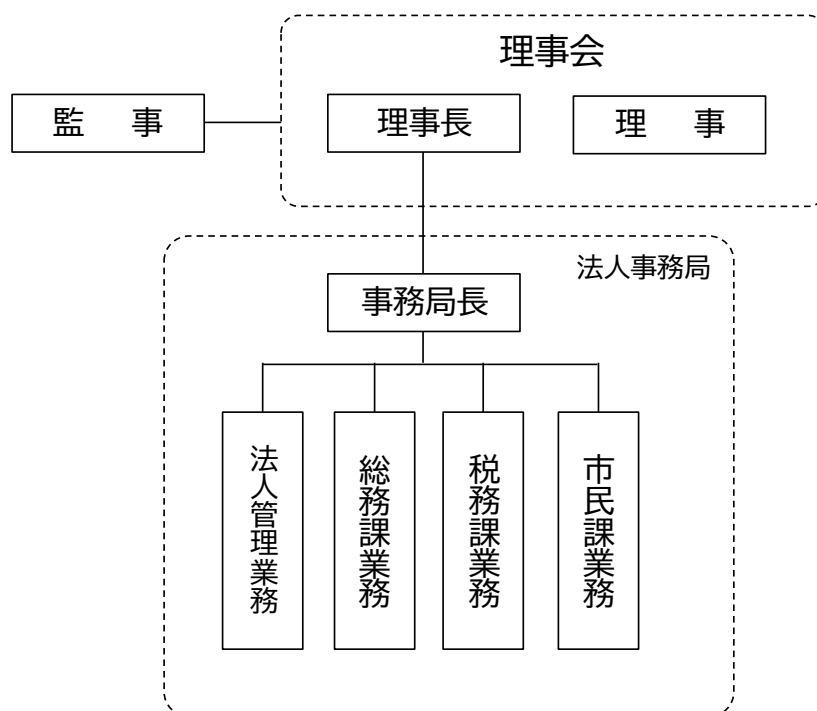 理事会
監　事
理事長
理　事
法人事務局
事務局長
法人管理業務
総務課業務
税務課業務
市民課業務